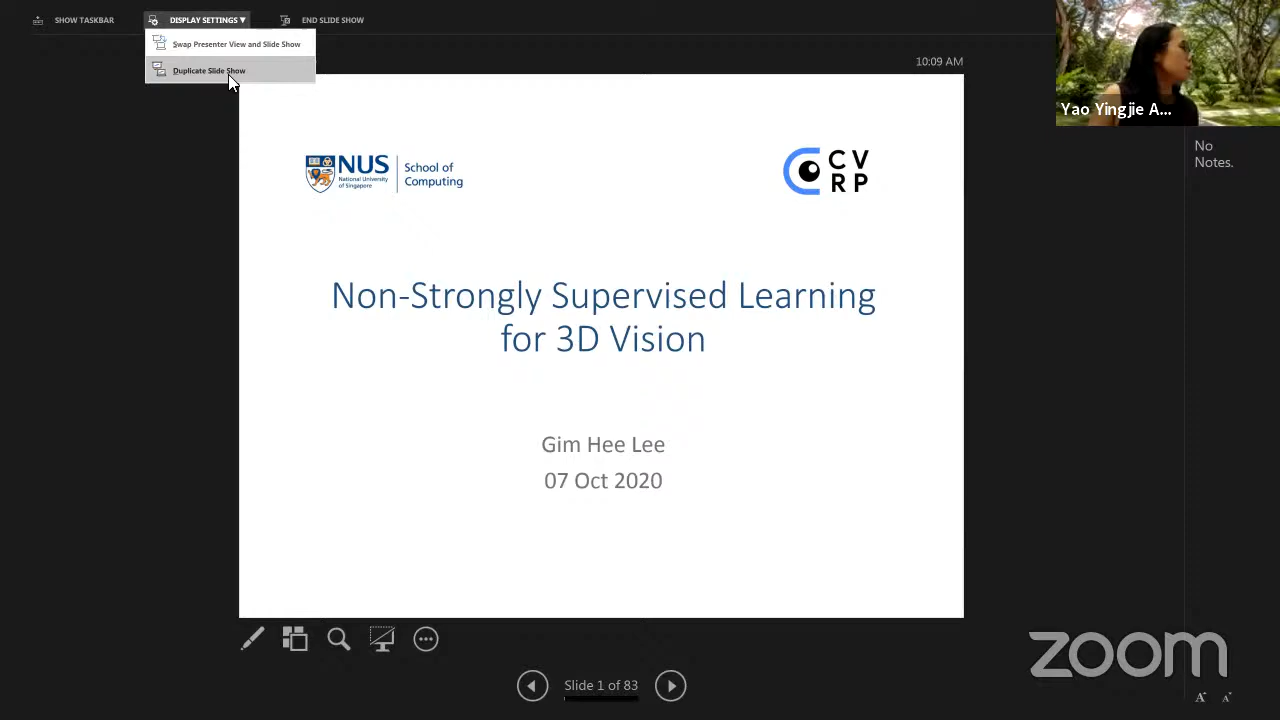 SHOW TASKBAR
DISPLAY SETTINGS ▼
END SLIDE SHOW
Swap Presenter View and Slide Show
Duplicate Slide Show
10:09 AM
Yao Yingjie A...
No
Notes.
NUS
National University
of Singapore
School of
Computing
CV
RP
Non-Strongly Supervised Learning
for 3D Vision
Gim Hee Lee
07 Oct 2020
Slide 1 of 83
zoom
A A